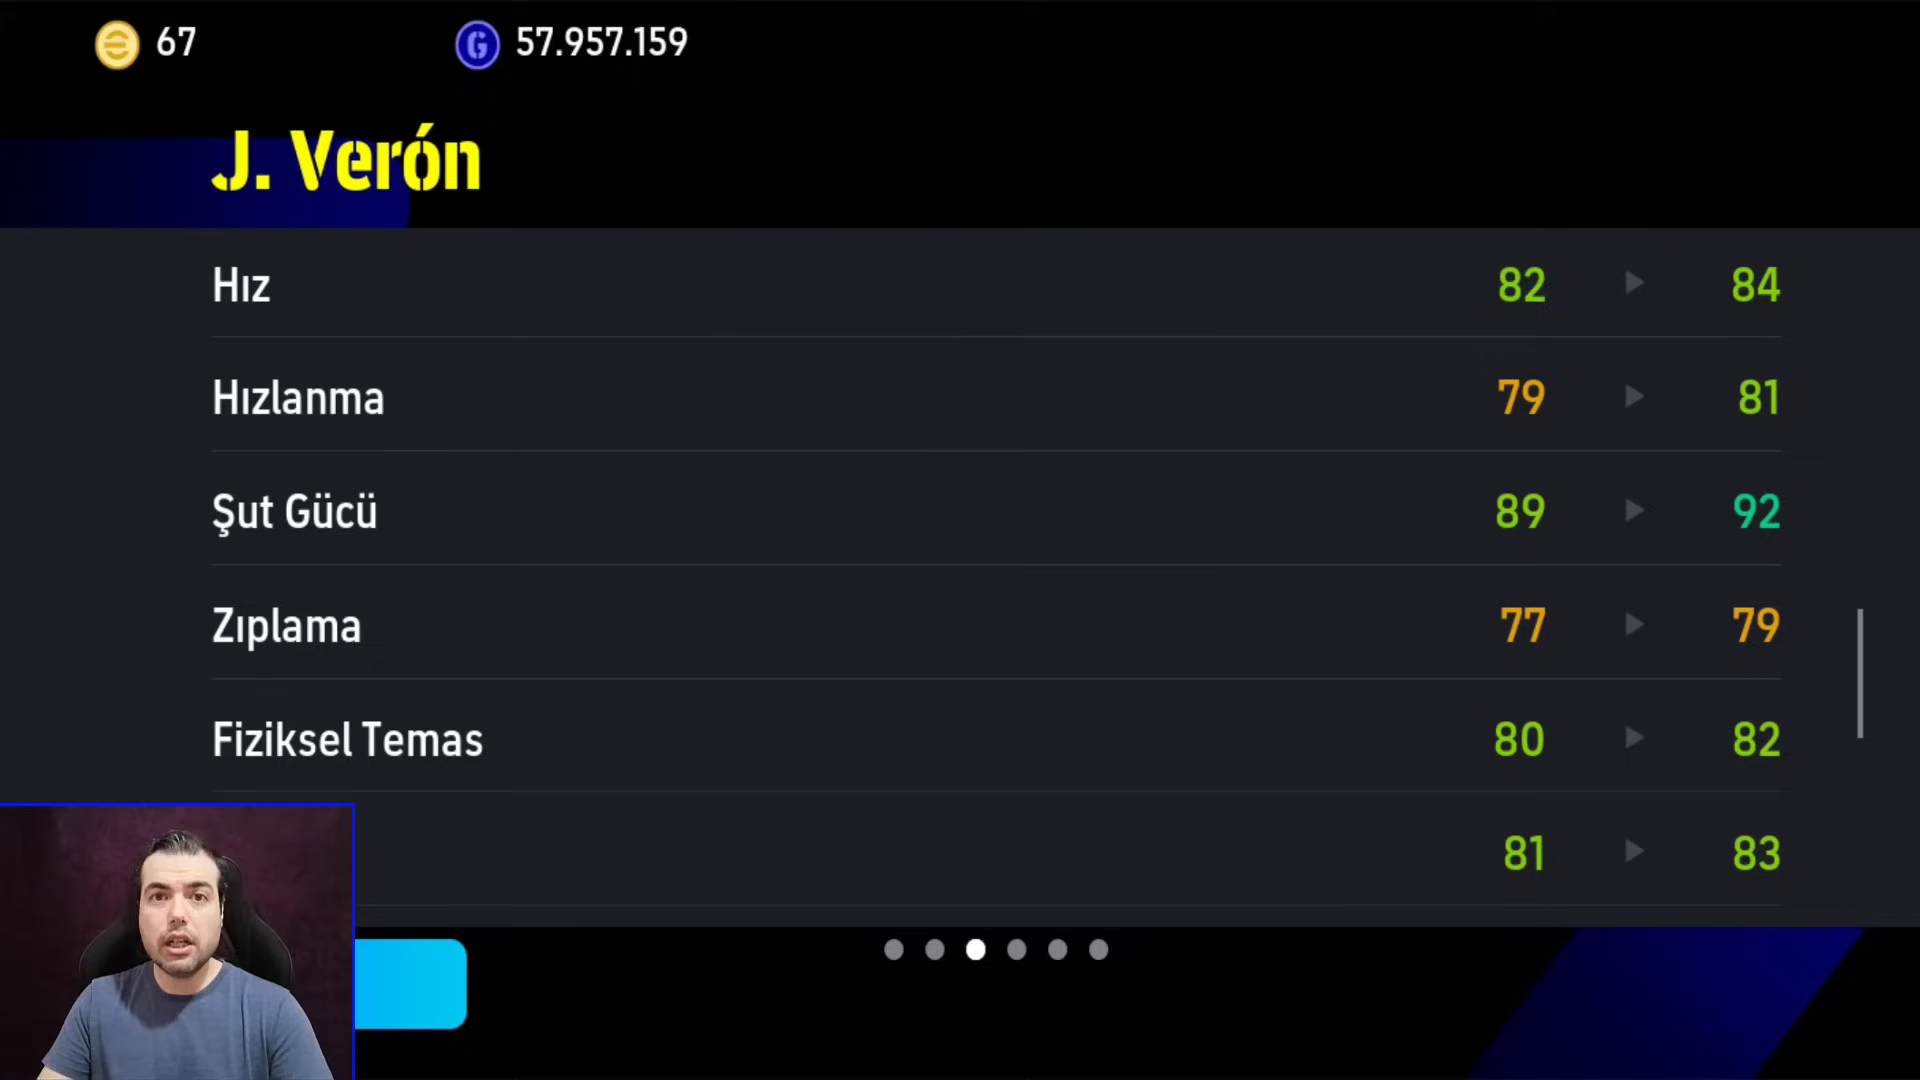 67 57.957.159
J. Verón
Hız 82 84
Hızlanma 79 81
Şut Gücü 89 92
Zıplama 77 79
Fiziksel Temas 80 82
81 83